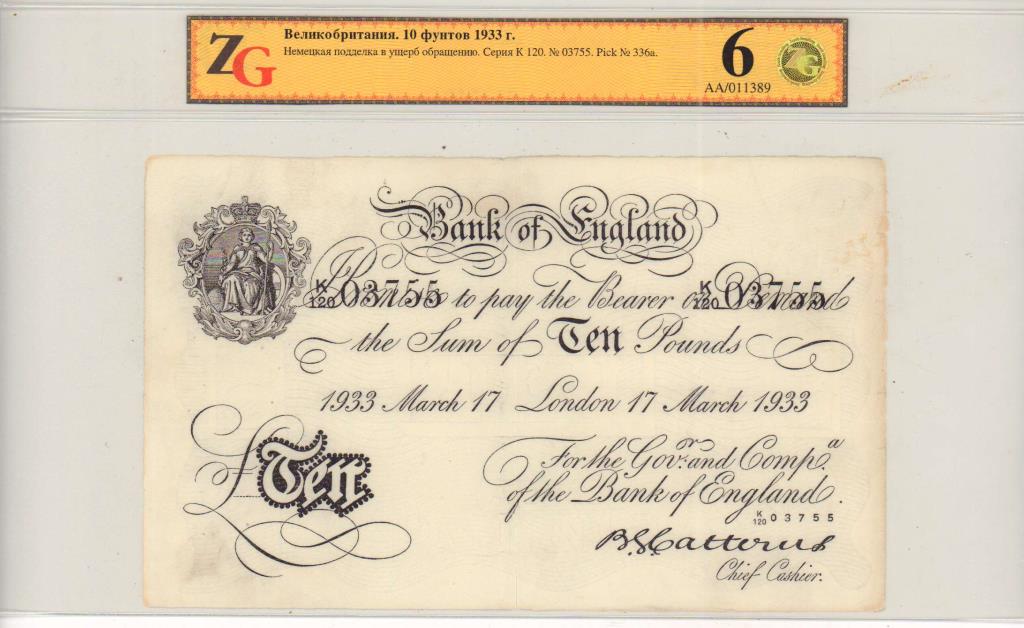 ZG
Великобритания. 10 фунтов 1933 г.
Немецкая подделка в ущерб обращению. Серия К 120. № 03755. Pick № 336a.
6
ZG
AA/011389
Bank of England
K
120 03755
K
120 03755
Promise to pay the Bearer on Demand
the Sum of Ten Pounds
1933 March 17 London 17 March 1933
£Ten
For the Govr. and Compa.
of the Bank of England.
K
120 03755
B G Catterns
Chief Cashier.